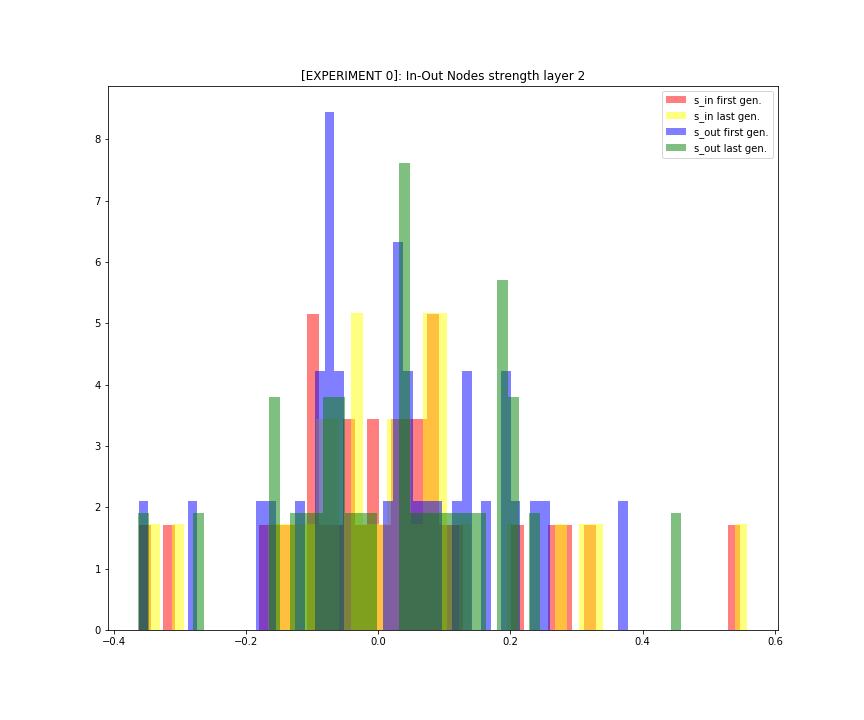 [EXPERIMENT 0]: In-Out Nodes strength layer 2
s_in first gen.
s_in last gen.
s_out first gen.
s_out last gen.
8
7
6
5
4
3
2
1
0
−0.4 −0.2 0.0 0.2 0.4 0.6